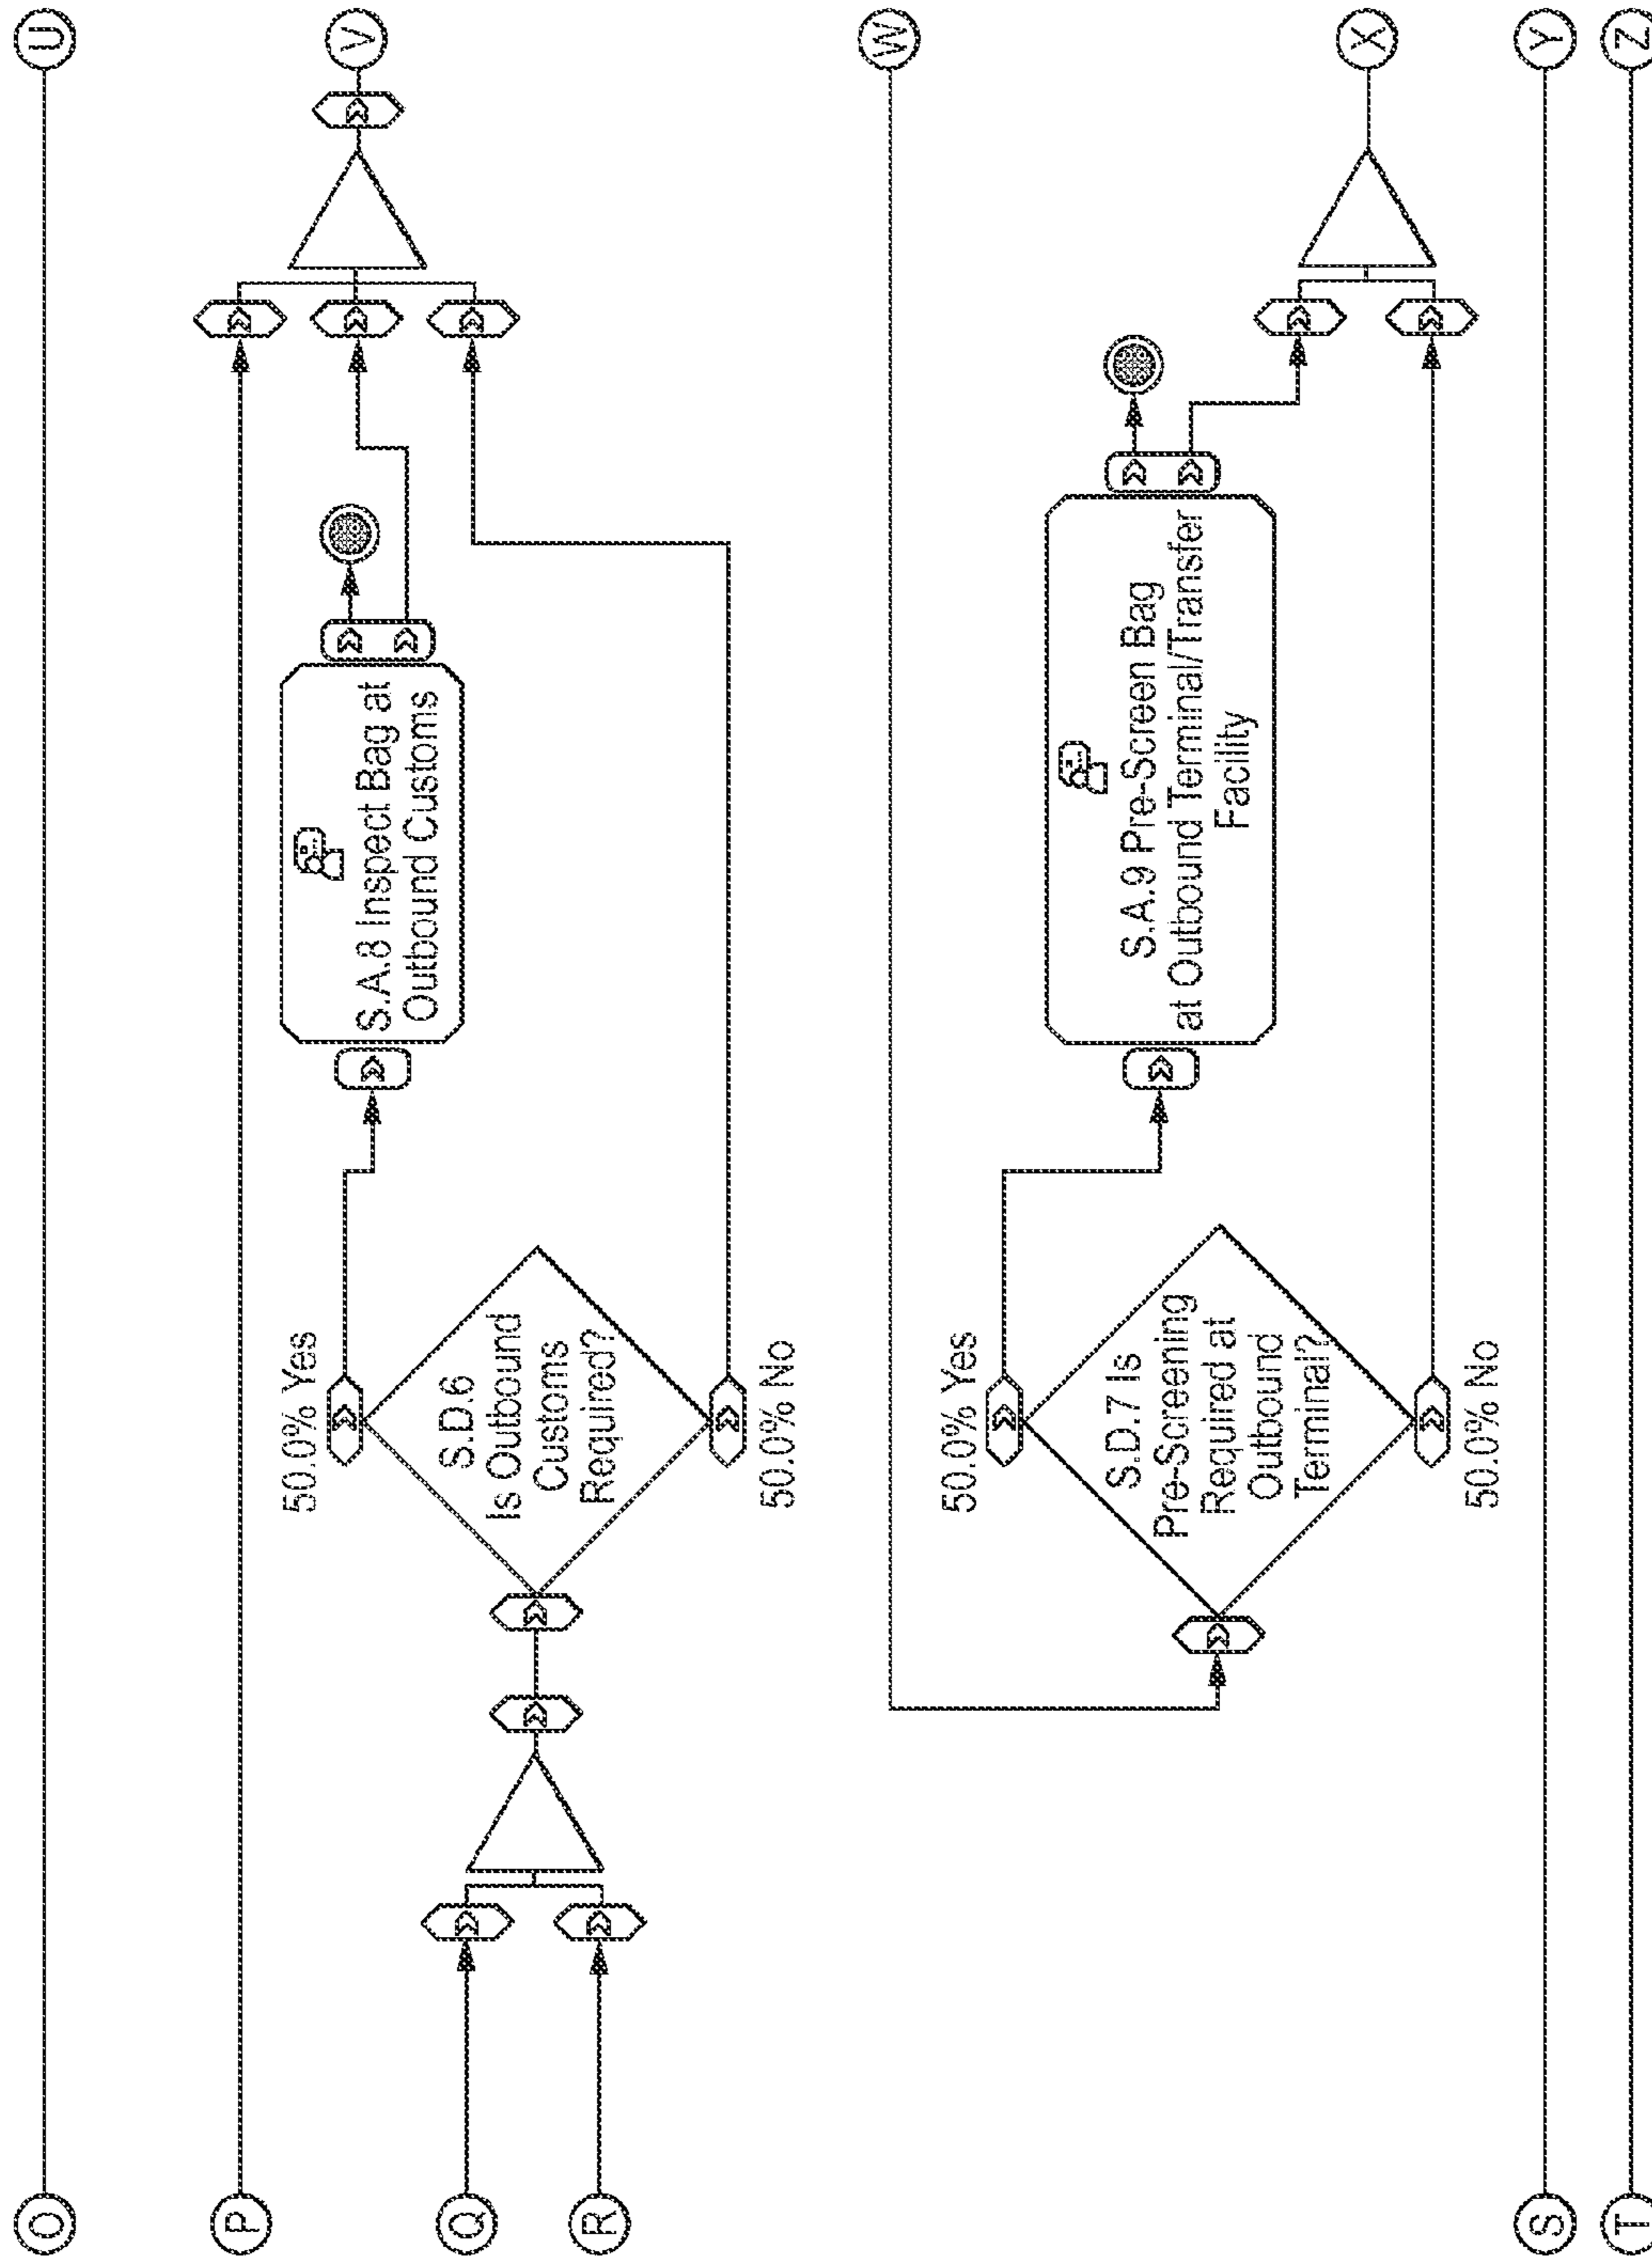 O
U
P
50.0% Yes
S.A.8 Inspect Bag at
Outbound Customs
V
Q
R
S.D.6
Is Outbound
Customs
Required?
50.0% No
W
50.0% Yes
S.D.7 Is
Pre-Screening
Required at
Outbound
Terminal?
50.0% No
S.A.9 Pre-Screen Bag
at Outbound Terminal/Transfer
Facility
X
S
Y
T
Z